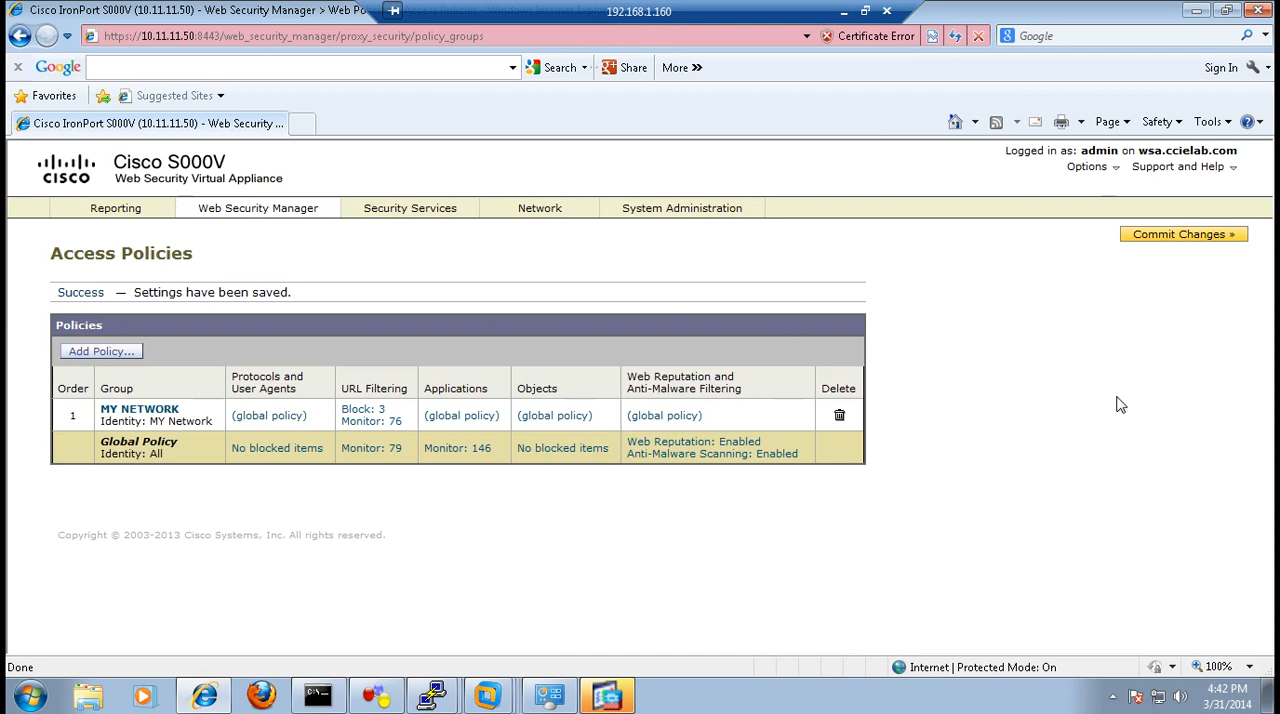 Cisco IronPort S000V (10.11.11.50) - Web Security Manager > Web Po
192.168.1.160
https://10.11.11.50:8443/web_security_manager/proxy_security/policy_groups
Certificate Error
Google
Google
Search
Share
More »
Sign In
Favorites
Suggested Sites
Cisco IronPort S000V (10.11.11.50) - Web Security ...
Page
Safety
Tools
Logged in as: admin on wsa.ccielab.com
CISCO
Cisco S000V
Web Security Virtual Appliance
Options
Support and Help
Reporting
Web Security Manager
Security Services
Network
System Administration
Commit Changes »
Access Policies
Success — Settings have been saved.
Policies
Add Policy...
Order
Group
Protocols and
User Agents
URL Filtering
Applications
Objects
Web Reputation and
Anti-Malware Filtering
Delete
1
MY NETWORK
Identity: MY Network
(global policy)
Block: 3
Monitor: 76
(global policy)
(global policy)
(global policy)
Global Policy
Identity: All
No blocked items
Monitor: 79
Monitor: 146
No blocked items
Web Reputation: Enabled
Anti-Malware Scanning: Enabled
Copyright © 2003-2013 Cisco Systems, Inc. All rights reserved.
Done
Internet | Protected Mode: On
100%
4:42 PM
3/31/2014